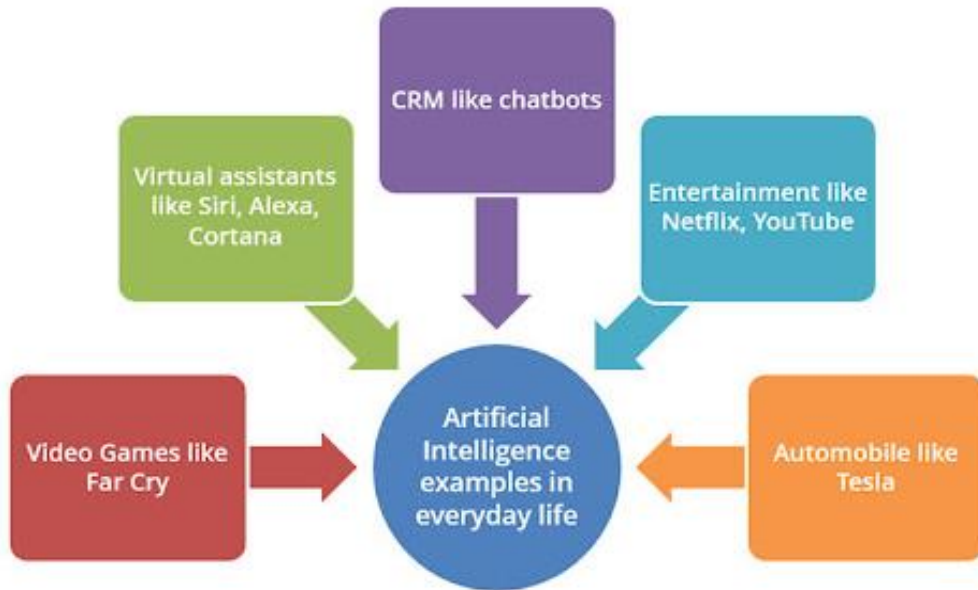 CRM like chatbots
Virtual assistants
like Siri, Alexa,
Cortana
Entertainment like
Netflix, YouTube
Video Games like
Far Cry
Artificial
Intelligence
examples in
everyday life
Automobile like
Tesla